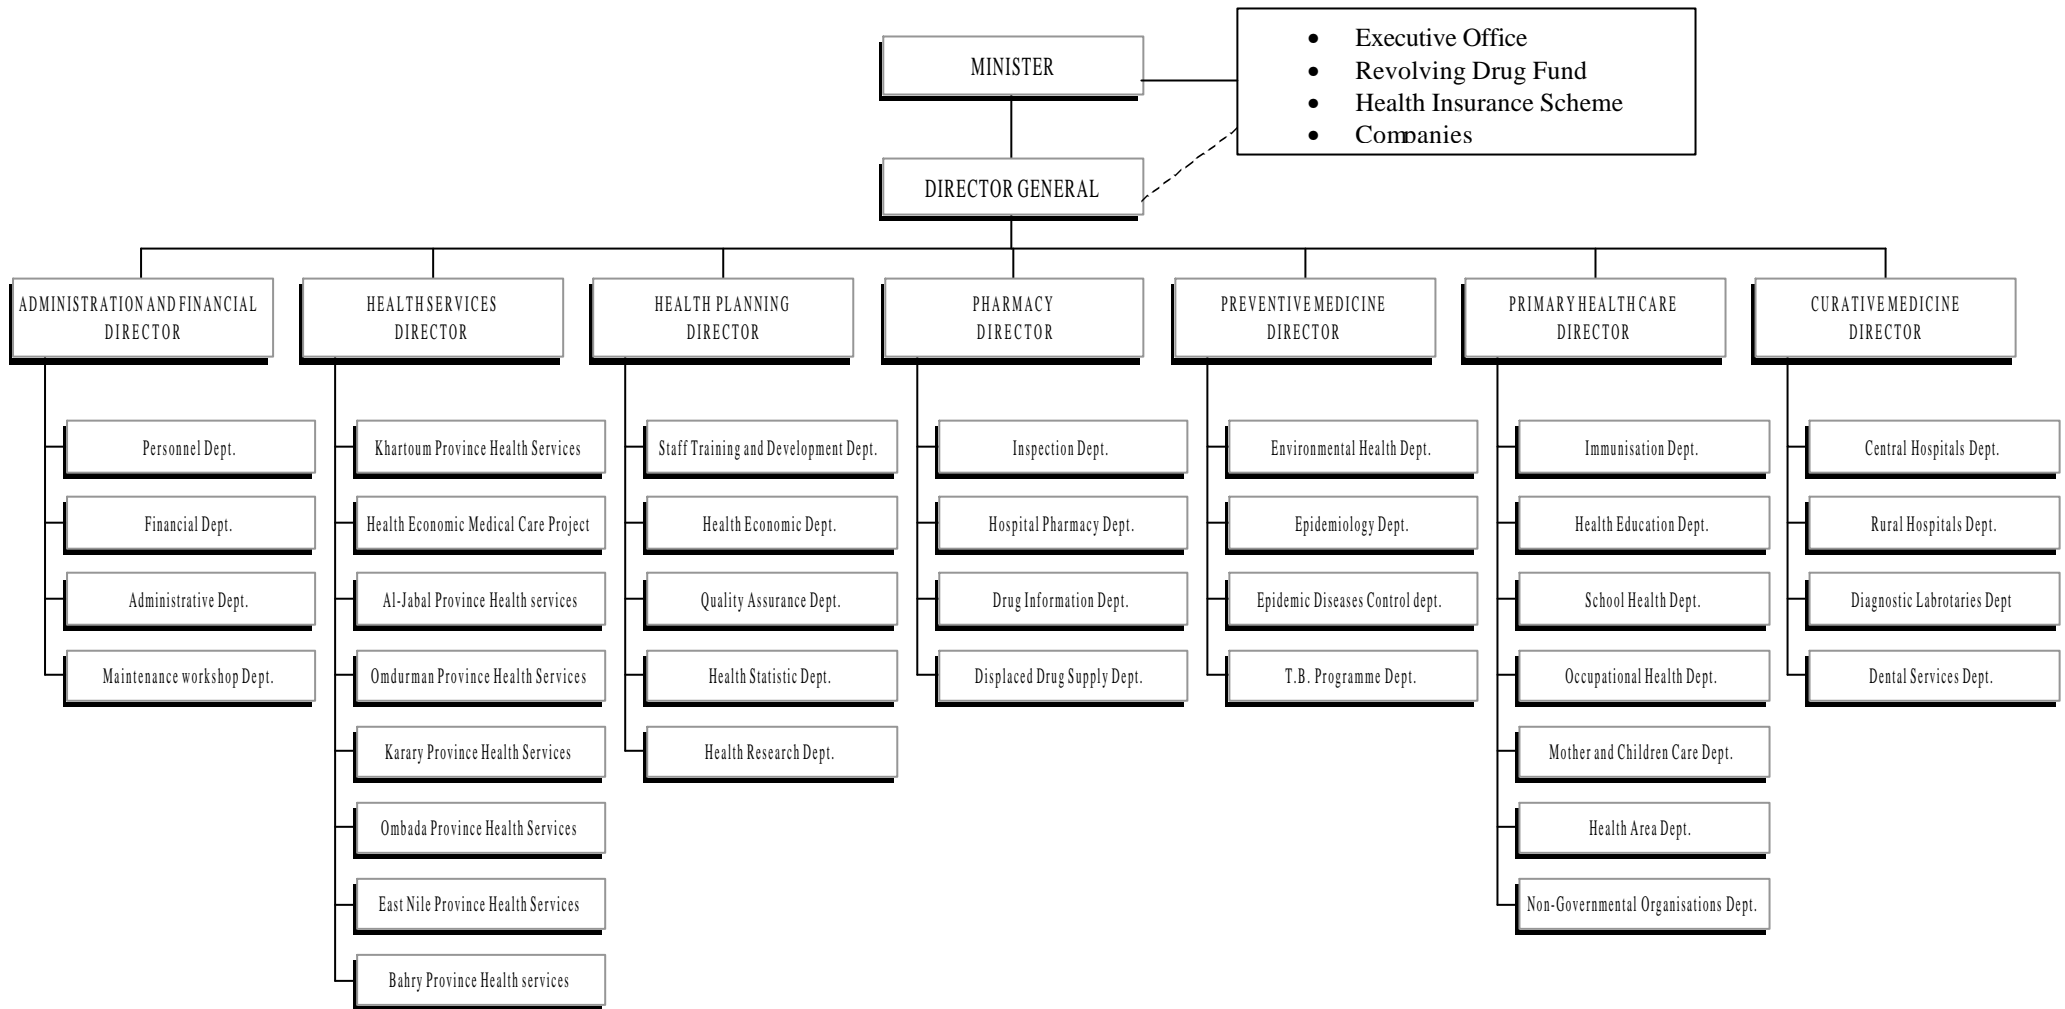 MINISTER
• Executive Office
• Revolving Drug Fund
• Health Insurance Scheme
• Companies
DIRECTOR GENERAL
ADMINISTRATION AND FINANCIAL
DIRECTOR
Personnel Dept.
Financial Dept.
Administrative Dept.
Maintenance workshop Dept.
HEALTH SERVICES
DIRECTOR
Khartoum Province Health Services
Health Economic Medical Care Project
Al-Jabal Province Health services
Omdurman Province Health Services
Karary Province Health Services
Ombada Province Health Services
East Nile Province Health Services
Bahry Province Health services
HEALTH PLANNING
DIRECTOR
Staff Training and Development Dept.
Health Economic Dept.
Quality Assurance Dept.
Health Statistic Dept.
Health Research Dept.
PHARMACY
DIRECTOR
Inspection Dept.
Hospital Pharmacy Dept.
Drug Information Dept.
Displaced Drug Supply Dept.
PREVENTIVE MEDICINE
DIRECTOR
Environmental Health Dept.
Epidemiology Dept.
Epidemic Diseases Control dept.
T.B. Programme Dept.
PRIMARY HEALTH CARE
DIRECTOR
Immunisation Dept.
Health Education Dept.
School Health Dept.
Occupational Health Dept.
Mother and Children Care Dept.
Health Area Dept.
Non-Governmental Organisations Dept.
CURATIVE MEDICINE
DIRECTOR
Central Hospitals Dept.
Rural Hospitals Dept.
Diagnostic Labrotaries Dept
Dental Services Dept.